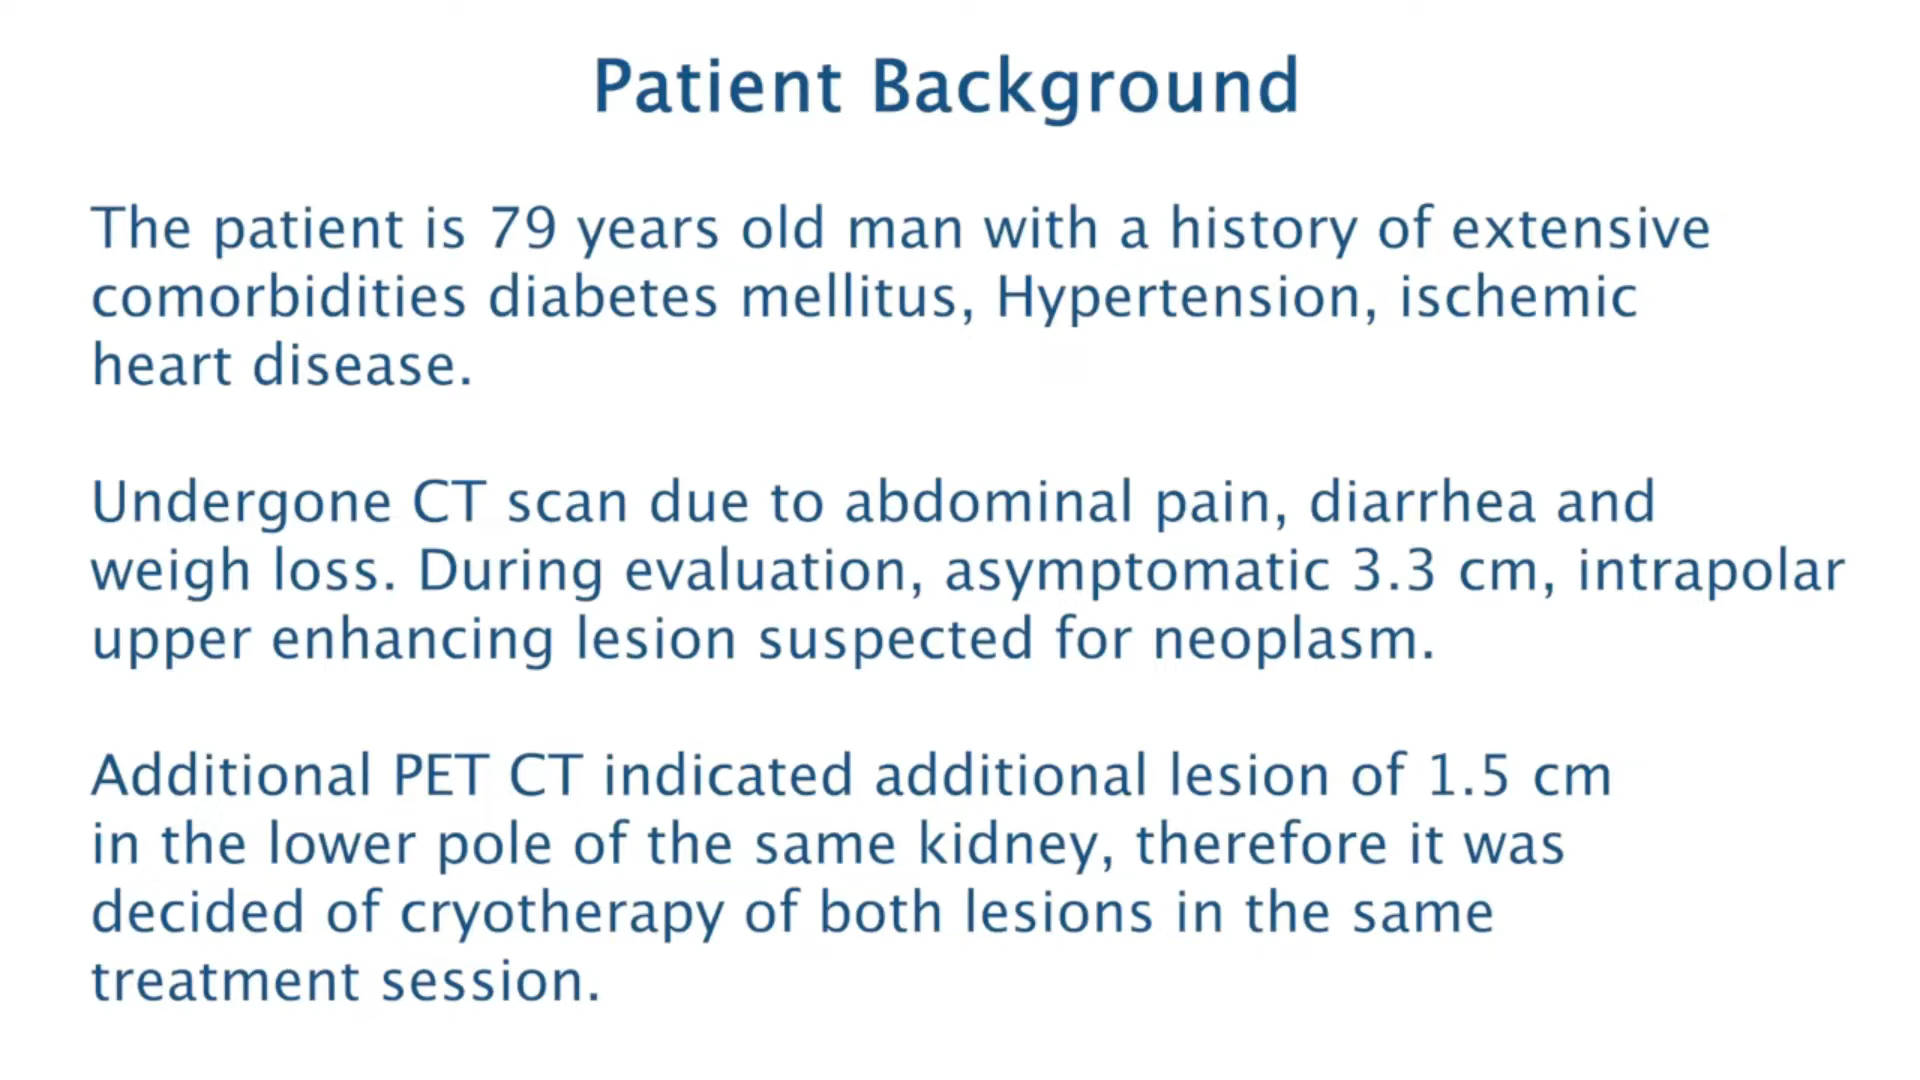 Patient Background
The patient is 79 years old man with a history of extensive
comorbidities diabetes mellitus, Hypertension, ischemic
heart disease.
Undergone CT scan due to abdominal pain, diarrhea and
weigh loss. During evaluation, asymptomatic 3.3 cm, intrapolar
upper enhancing lesion suspected for neoplasm.
Additional PET CT indicated additional lesion of 1.5 cm
in the lower pole of the same kidney, therefore it was
decided of cryotherapy of both lesions in the same
treatment session.